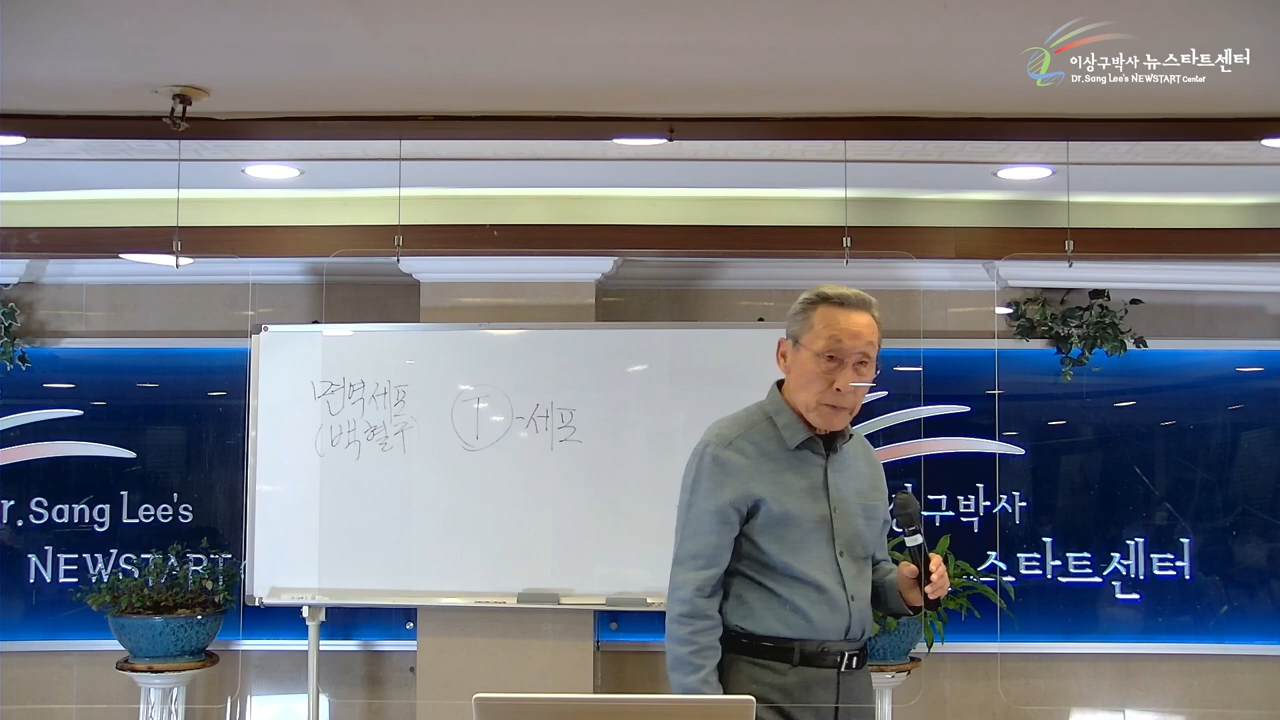 이상구박사 뉴스타트센터
Dr.Sang Lee's NEWSTART Center
면역세포
(백혈구
T-세포
r.Sang Lee's
NEWSTART
구박사
스타트센터